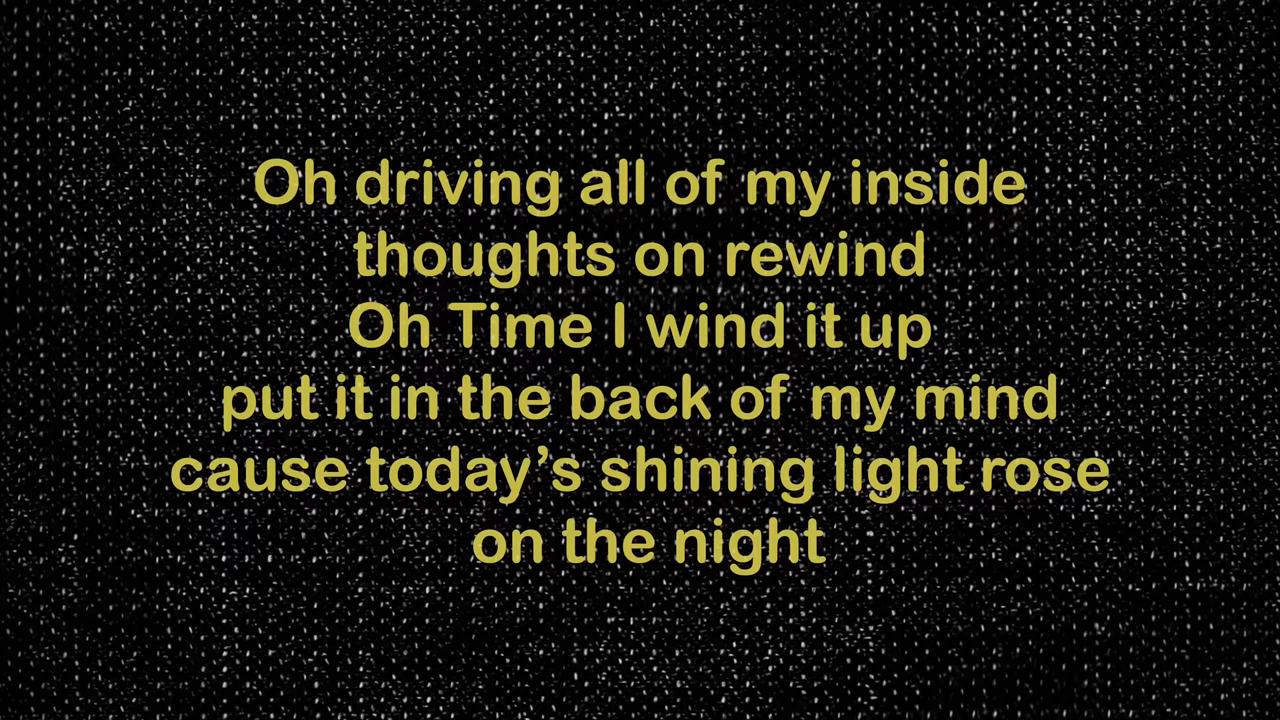 Oh driving all of my inside
thoughts on rewind
Oh Time I wind it up
put it in the back of my mind
cause today’s shining light rose
on the night